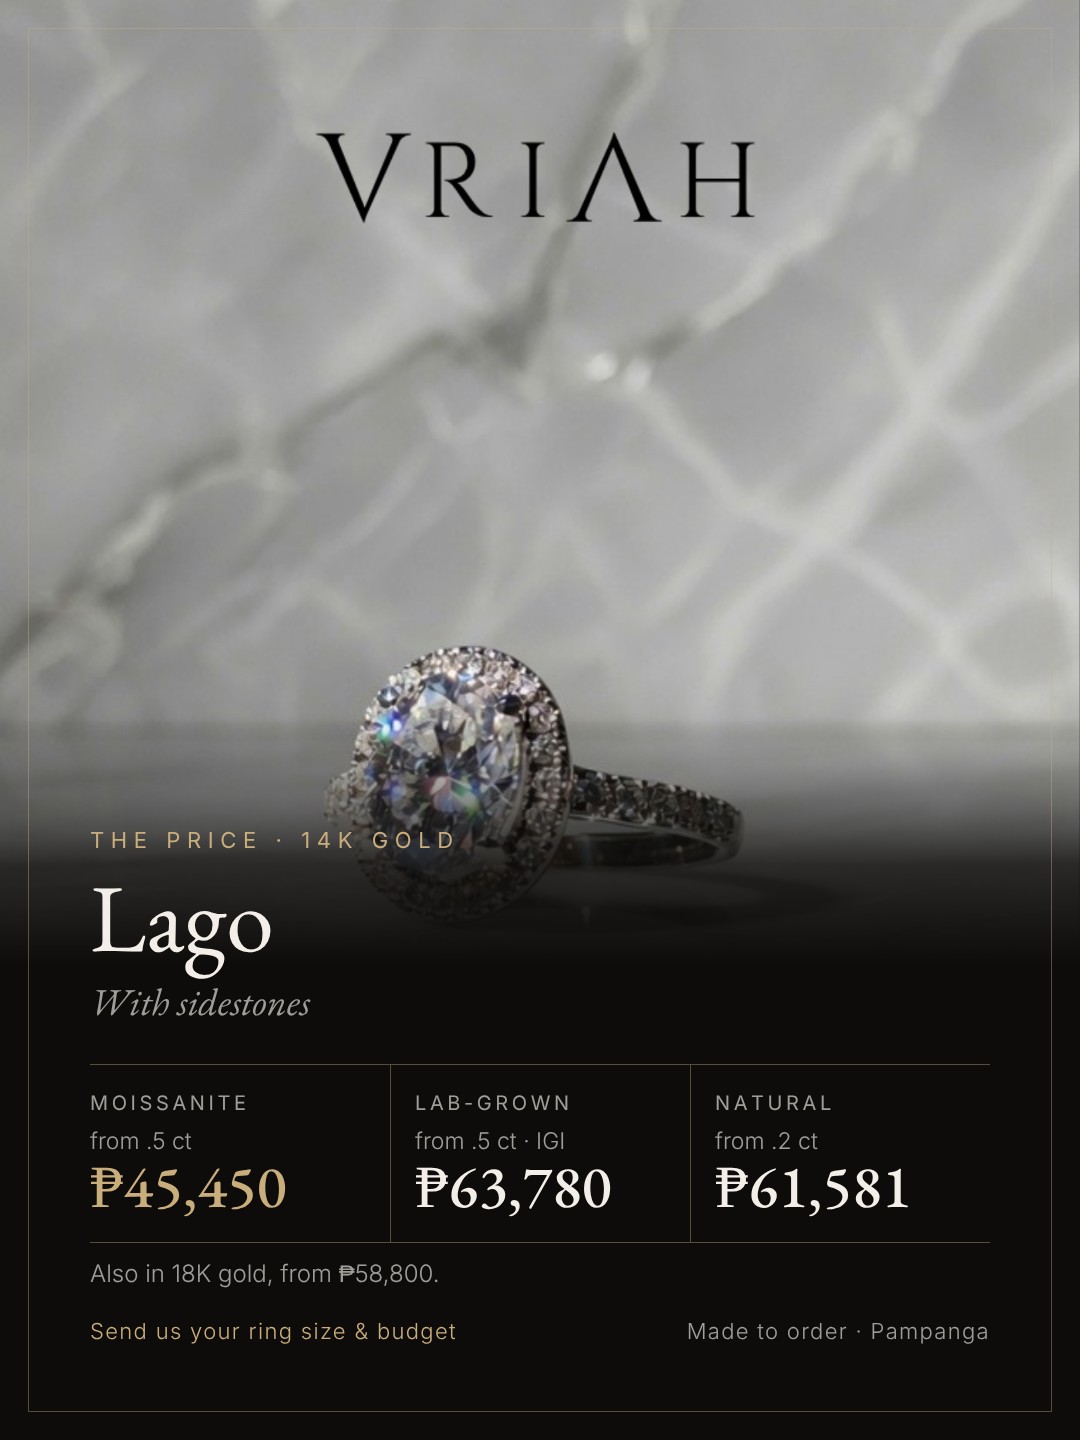 VRIAH
THE PRICE · 14K GOLD
Lago
With sidestones
MOISSANITE
from .5 ct
₱45,450
LAB-GROWN
from .5 ct · IGI
₱63,780
NATURAL
from .2 ct
₱61,581
Also in 18K gold, from ₱58,800.
Send us your ring size & budget
Made to order · Pampanga